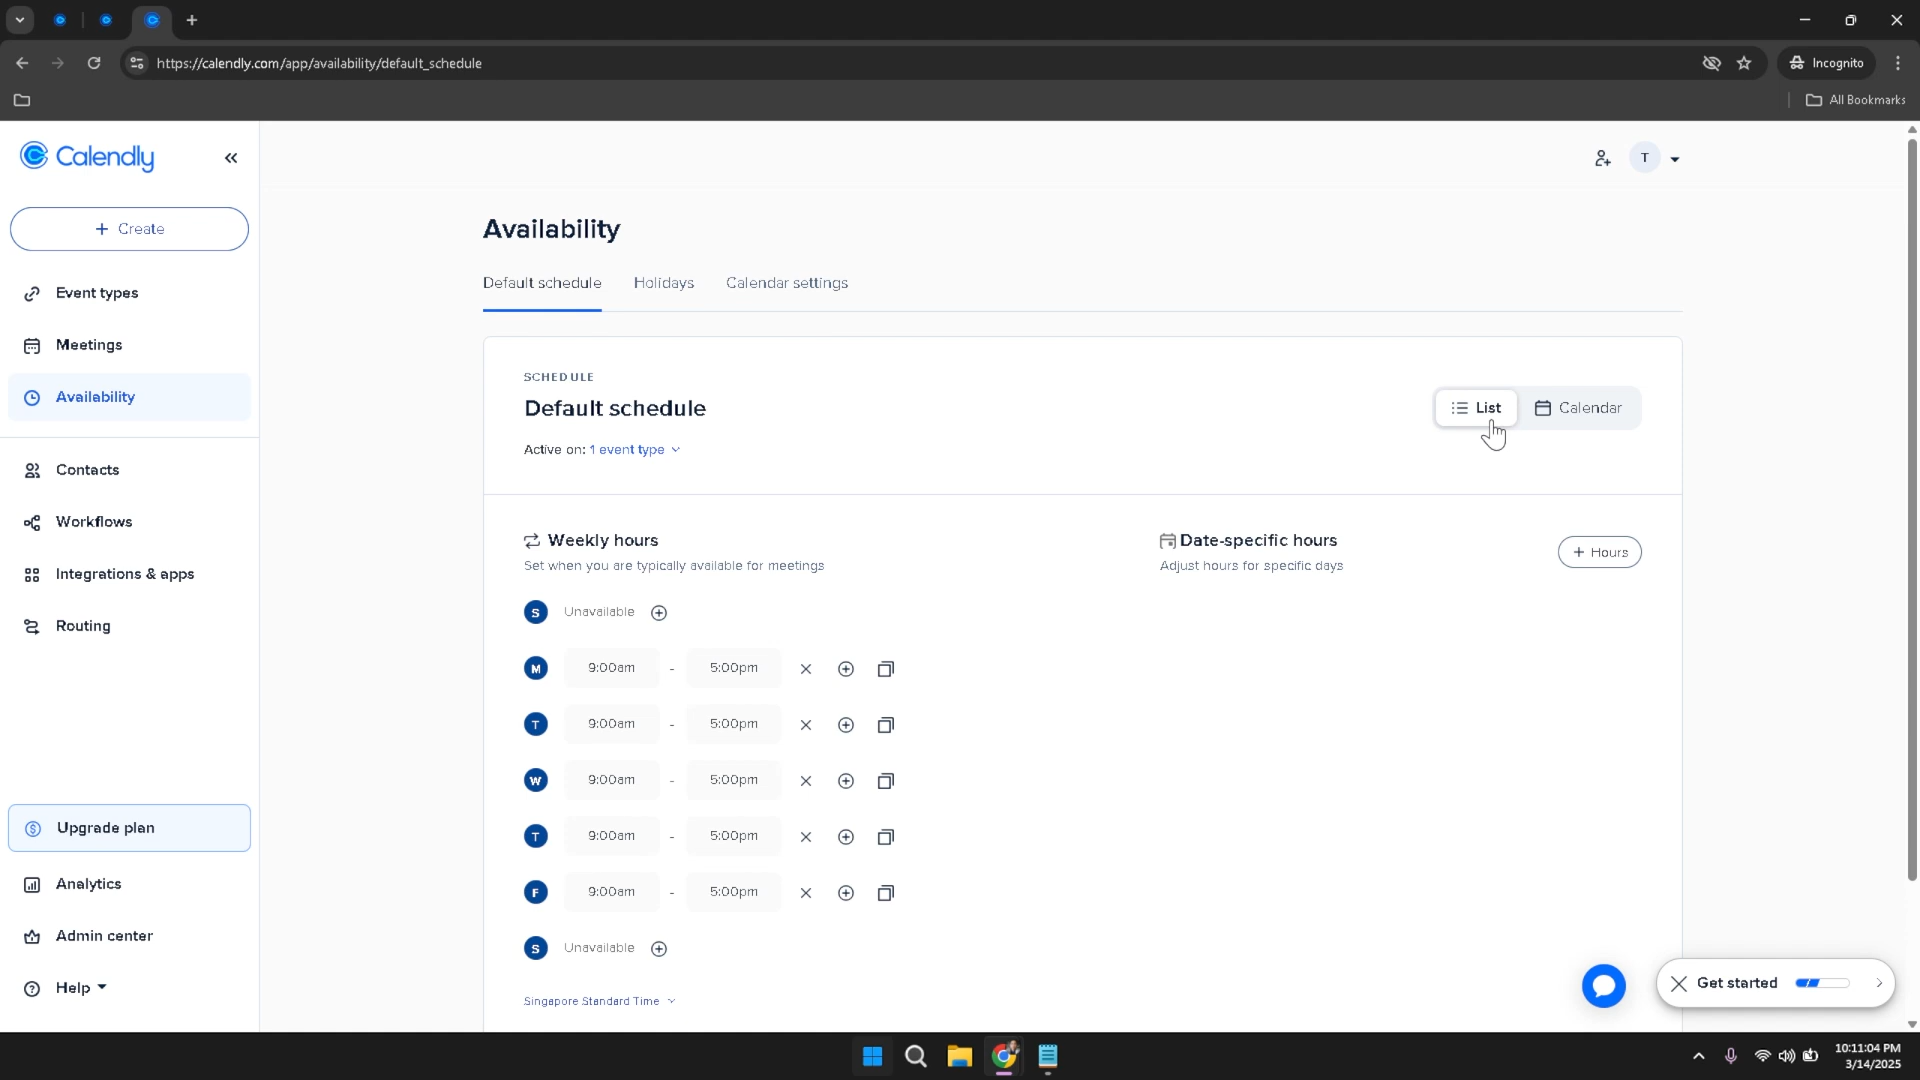 https://calendly.com/app/availability/default_schedule
Incognito
All Bookmarks
Calendly
+ Create
Event types
Meetings
Availability
Contacts
Workflows
Integrations & apps
Routing
Upgrade plan
Analytics
Admin center
Help
T
Availability
Default schedule Holidays Calendar settings
SCHEDULE
Default schedule
Active on: 1 event type
List Calendar
Weekly hours
Set when you are typically available for meetings
Date-specific hours
Adjust hours for specific days
+ Hours
S Unavailable
M 9:00am - 5:00pm
T 9:00am - 5:00pm
W 9:00am - 5:00pm
T 9:00am - 5:00pm
F 9:00am - 5:00pm
S Unavailable
Singapore Standard Time
Get started
10:11:04 PM
3/14/2025